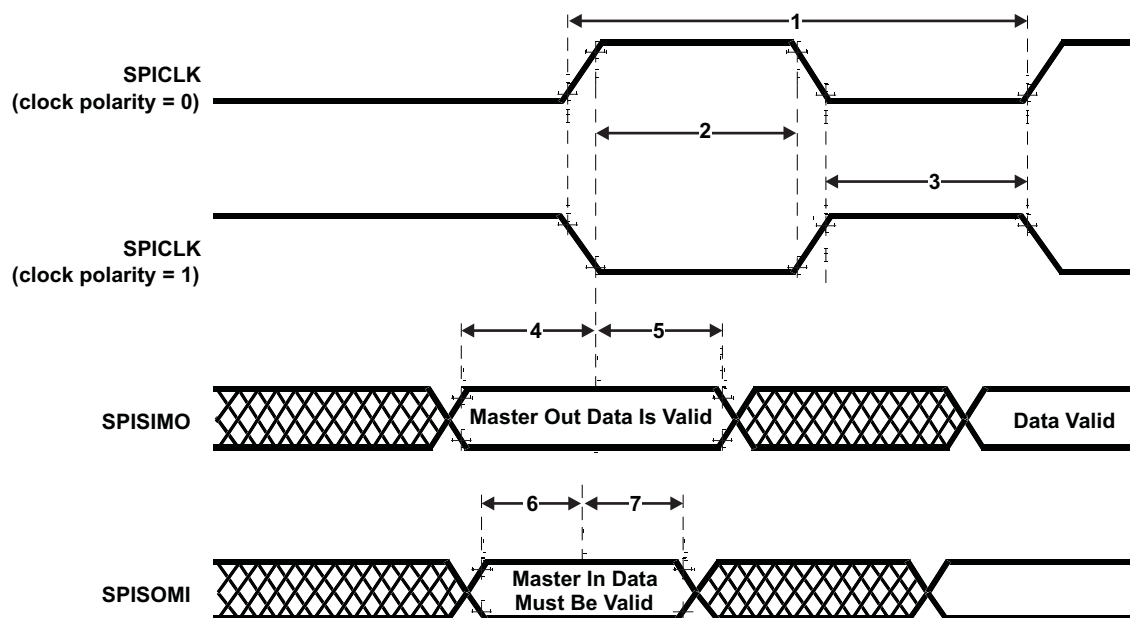 1
SPICLK
(clock polarity = 0)
2
3
SPICLK
(clock polarity = 1)
4
5
SPISIMO
Master Out Data Is Valid
Data Valid
6
7
SPISOMI
Master In Data
Must Be Valid